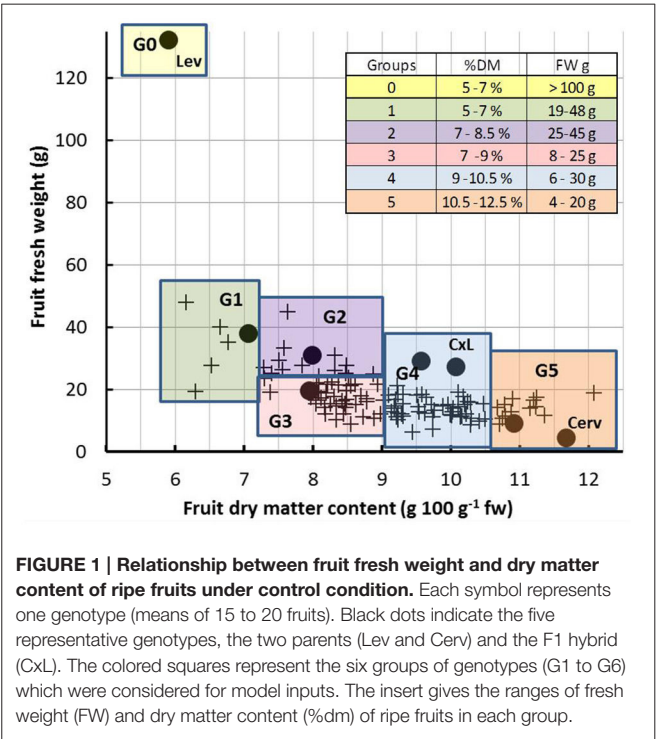 G0
Lev
Groups %DM FW g
0 5 -7 % > 100 g
1 5 -7 % 19-48 g
2 7 - 8.5 % 25-45 g
3 7 -9 % 8 - 25 g
4 9 -10.5 % 6 - 30 g
5 10.5 -12.5 % 4 - 20 g
120
100
80
60
40
20
0
Fruit fresh weight (g)
G1
G2
G3
G4
CxL
G5
Cerv
5 6 7 8 9 10 11 12
Fruit dry matter content (g 100 g⁻¹ fw)
FIGURE 1 | Relationship between fruit fresh weight and dry matter
content of ripe fruits under control condition. Each symbol represents
one genotype (means of 15 to 20 fruits). Black dots indicate the five
representative genotypes, the two parents (Lev and Cerv) and the F1 hybrid
(CxL). The colored squares represent the six groups of genotypes (G1 to G6)
which were considered for model inputs. The insert gives the ranges of fresh
weight (FW) and dry matter content (%dm) of ripe fruits in each group.